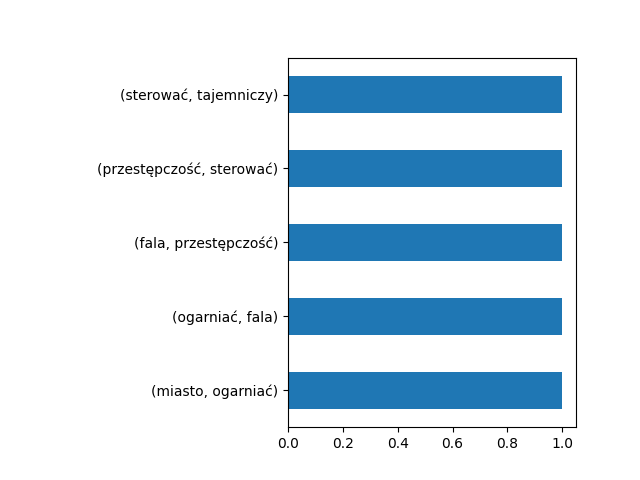 (sterować, tajemniczy)
(przestępczość, sterować)
(fala, przestępczość)
(ogarniać, fala)
(miasto, ogarniać)
0.0 0.2 0.4 0.6 0.8 1.0